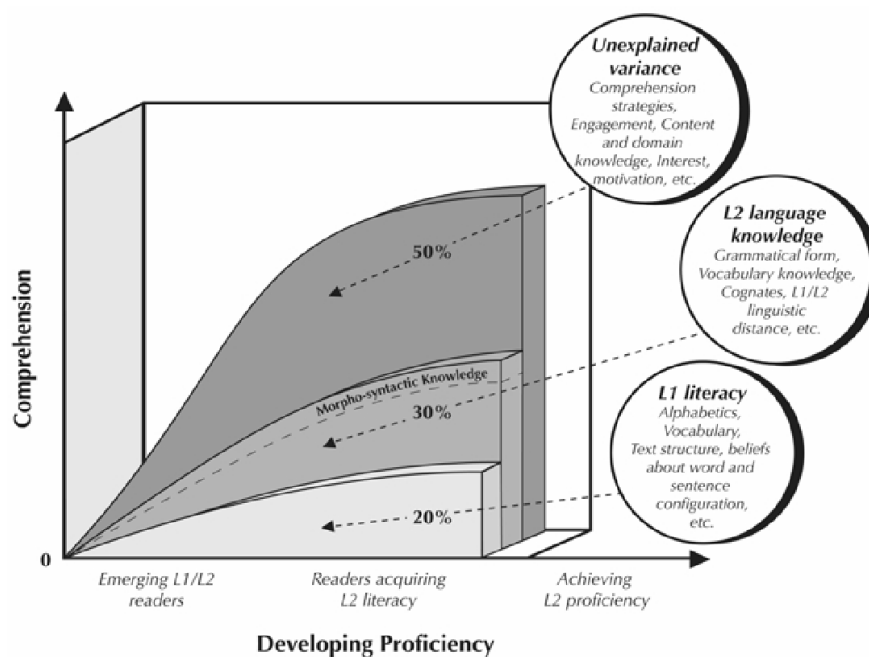 Unexplained
variance
Comprehension
strategies,
Engagement, Content
and domain
knowledge, Interest,
motivation, etc.
L2 language
knowledge
Grammatical form,
Vocabulary knowledge,
Cognates, L1/L2
linguistic
distance, etc.
L1 literacy
Alphabetics,
Vocabulary,
Text structure, beliefs
about word and
sentence
configuration,
etc.
Comprehension
50%
Morpho-syntactic Knowledge
30%
20%
0
Emerging L1/L2
readers
Readers acquiring
L2 literacy
Achieving
L2 proficiency
Developing Proficiency